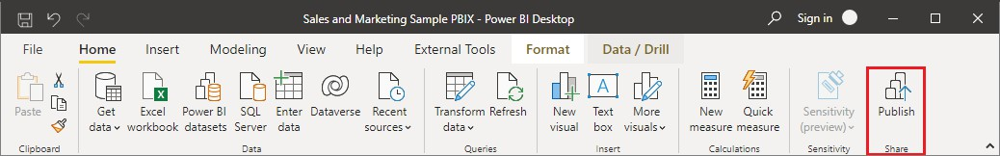 Sales and Marketing Sample PBIX - Power BI Desktop
Sign in
File Home Insert Modeling View Help External Tools Format Data / Drill
Paste
Get data
Excel workbook
Power BI datasets
SQL Server
Enter data
Dataverse
Recent sources
Transform data
Refresh
New visual
Text box
More visuals
New measure
Quick measure
Sensitivity (preview)
Publish
Clipboard Data Queries Insert Calculations Sensitivity Share